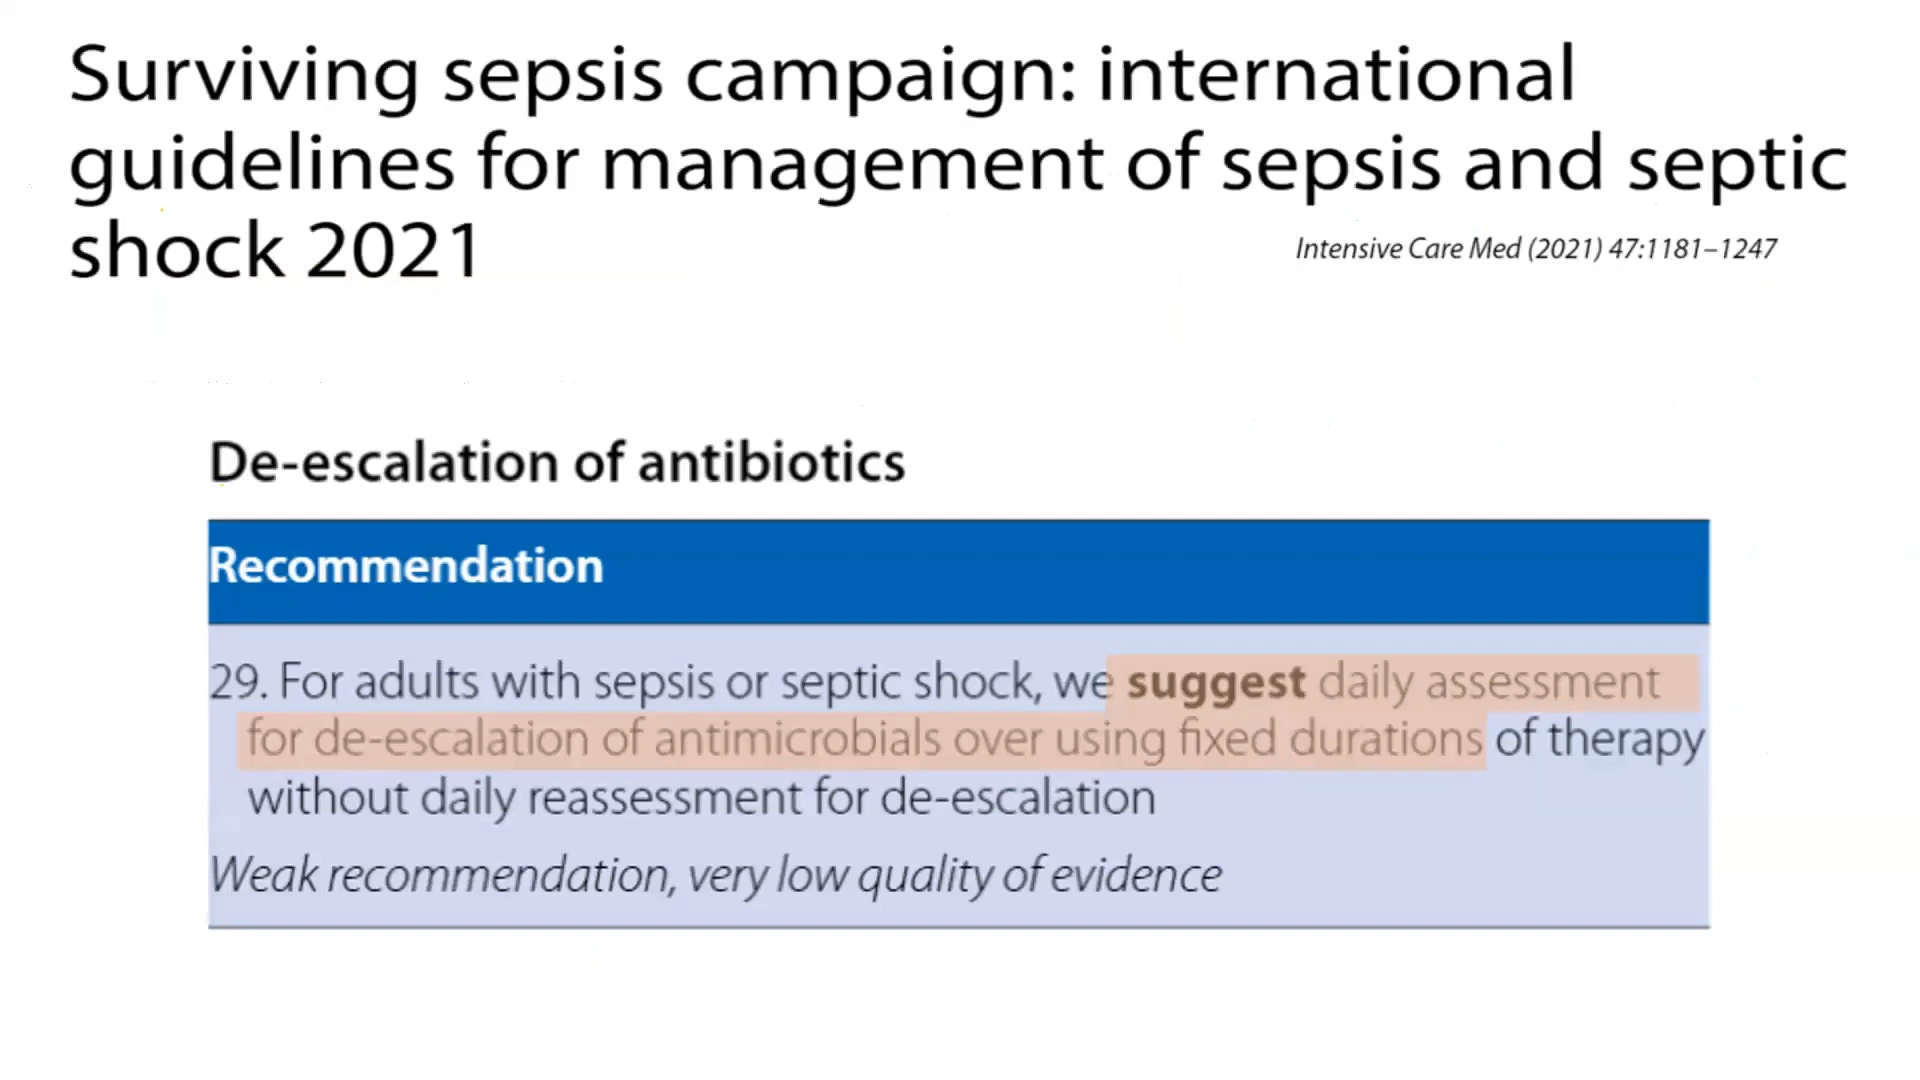 Surviving sepsis campaign: international
guidelines for management of sepsis and septic
shock 2021
Intensive Care Med (2021) 47:1181–1247
De-escalation of antibiotics
Recommendation
29. For adults with sepsis or septic shock, we suggest daily assessment
for de-escalation of antimicrobials over using fixed durations of therapy
without daily reassessment for de-escalation
Weak recommendation, very low quality of evidence